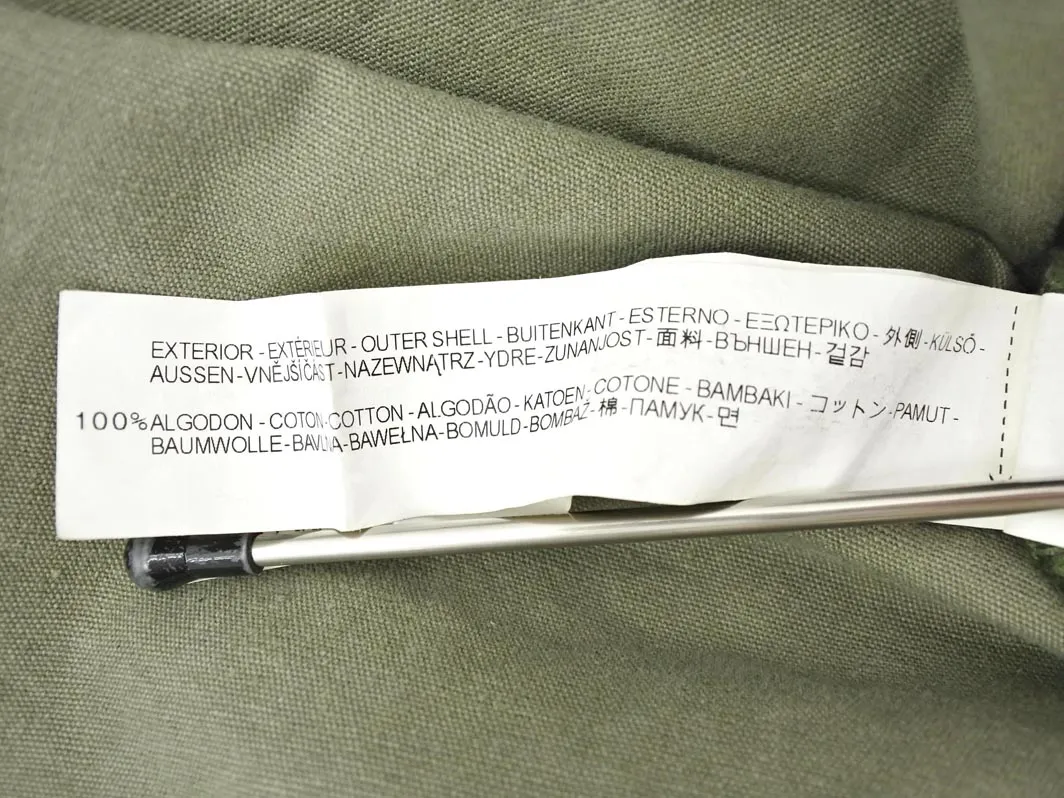 EXTERIOR - EXTÉRIEUR - OUTER SHELL - BUITENKANT - ESTERNO - ΕΞΩΤΕΡΙΚΟ - 外側 - KÜLSŐ -
AUSSEN - VNĚJŠÍ ČÁST - NAZEWNĄTRZ - YDRE - ZUNANJOST - 面料 - ВЪНШЕН - 겉감
100% ALGODON - COTON - COTTON - ALGODÃO - KATOEN - COTONE - BAMBAKI - コットン - PAMUT -
BAUMWOLLE - BAVLNA - BAWEŁNA - BOMULD - BOMBAŽ - 棉 - ПАМУК - 면